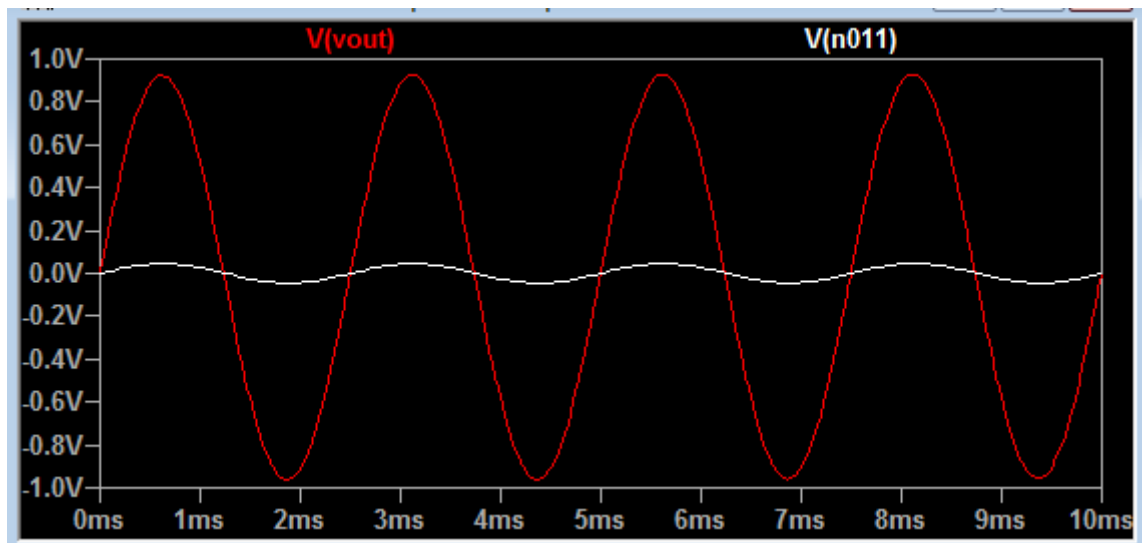 V(vout) V(n011)
1.0V
0.8V
0.6V
0.4V
0.2V
0.0V
-0.2V
-0.4V
-0.6V
-0.8V
-1.0V
0ms 1ms 2ms 3ms 4ms 5ms 6ms 7ms 8ms 9ms 10ms